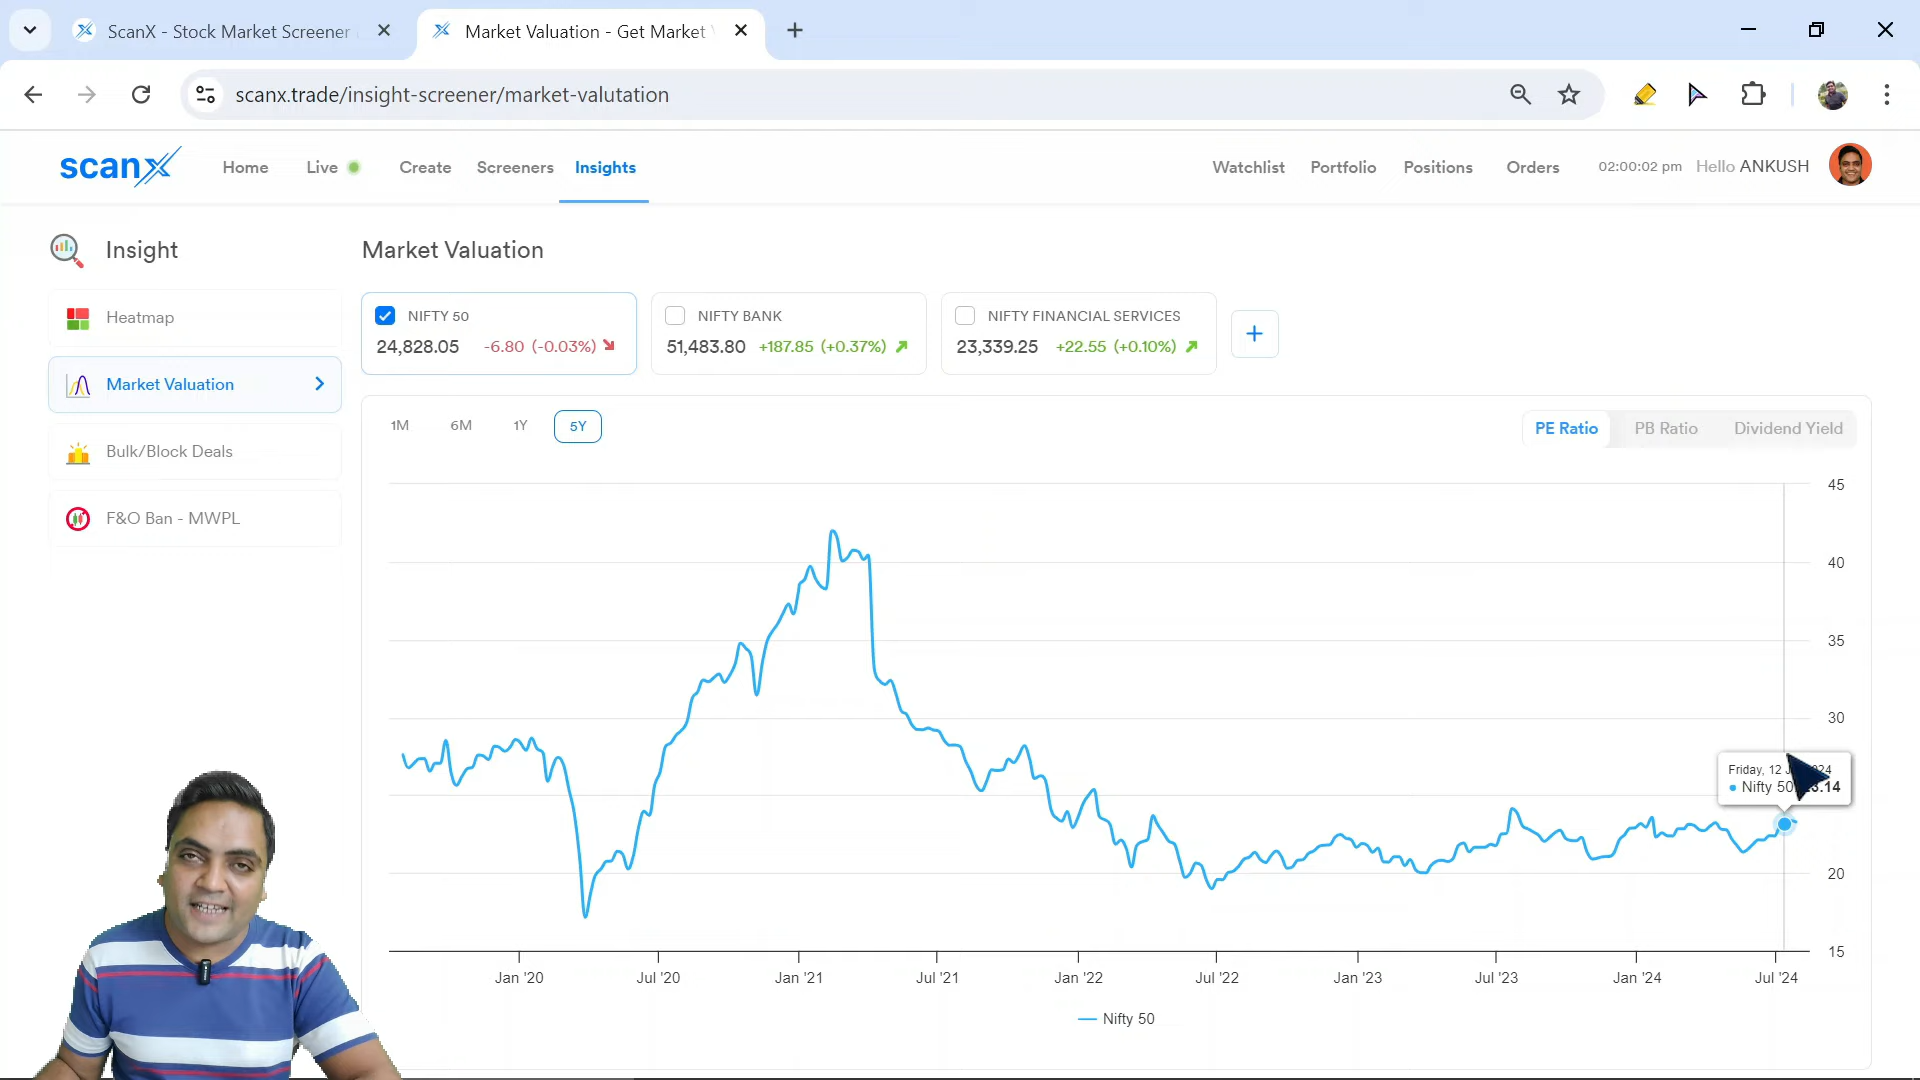 ScanX - Stock Market Screener
Market Valuation - Get Market
scanx.trade/insight-screener/market-valutation
scanx
Home
Live
Create
Screeners
Insights
Watchlist
Portfolio
Positions
Orders
02:00:02 pm
Hello ANKUSH
Insight
Heatmap
Market Valuation
Bulk/Block Deals
F&O Ban - MWPL
Market Valuation
NIFTY 50
24,828.05 -6.80 (-0.03%)
NIFTY BANK
51,483.80 +187.85 (+0.37%)
NIFTY FINANCIAL SERVICES
23,339.25 +22.55 (+0.10%)
1M 6M 1Y 5Y
PE Ratio PB Ratio Dividend Yield
45
40
35
30
20
15
Friday, 12
Nifty 50
Jan '20 Jul '20 Jan '21 Jul '21 Jan '22 Jul '22 Jan '23 Jul '23 Jan '24 Jul '24
Nifty 50